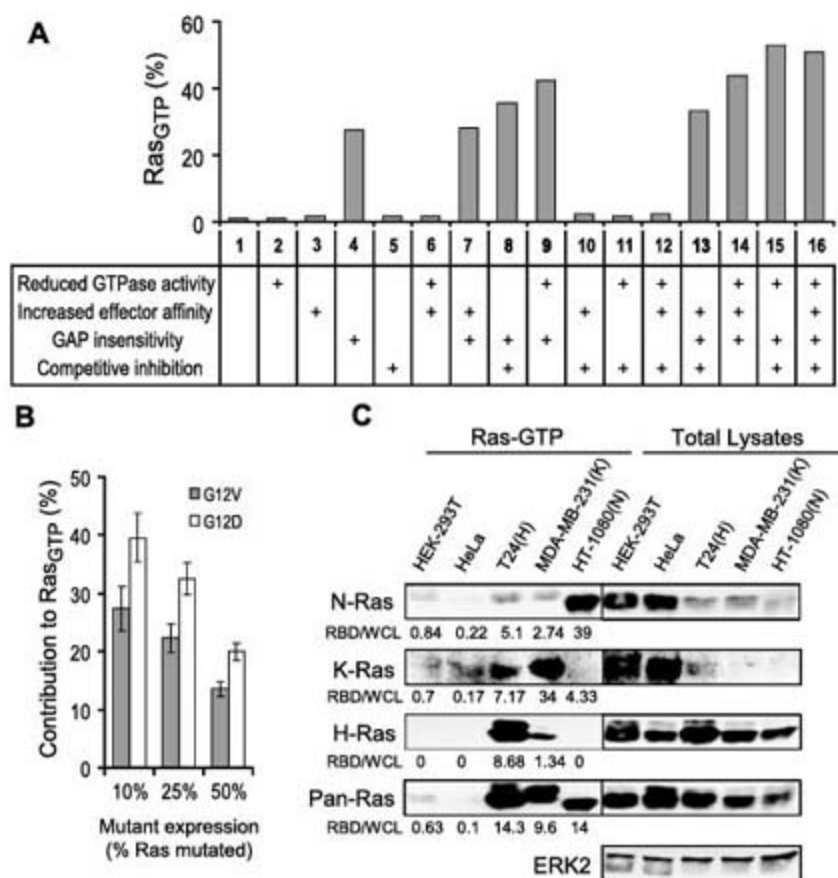 A
Ras_GTP (%)
60
40
20
0
1 2 3 4 5 6 7 8 9 10 11 12 13 14 15 16
Reduced GTPase activity + + + + + + +
Increased effector affinity + + + + + + + +
GAP insensitivity + + + + + + +
Competitive inhibition + + + + + + +
B
Contribution to Ras_GTP (%)
50
40
30
20
10
0
G12V
G12D
10% 25% 50%
Mutant expression
(% Ras mutated)
C
Ras-GTP Total Lysates
HEK-293T HeLa T24(H) MDA-MB-231(K) HT-1080(N) HEK-293T HeLa T24(H) MDA-MB-231(K) HT-1080(N)
N-Ras
RBD/WCL 0.84 0.22 5.1 2.74 39
K-Ras
RBD/WCL 0.7 0.17 7.17 34 4.33
H-Ras
RBD/WCL 0 0 8.68 1.34 0
Pan-Ras
RBD/WCL 0.63 0.1 14.3 9.6 14
ERK2